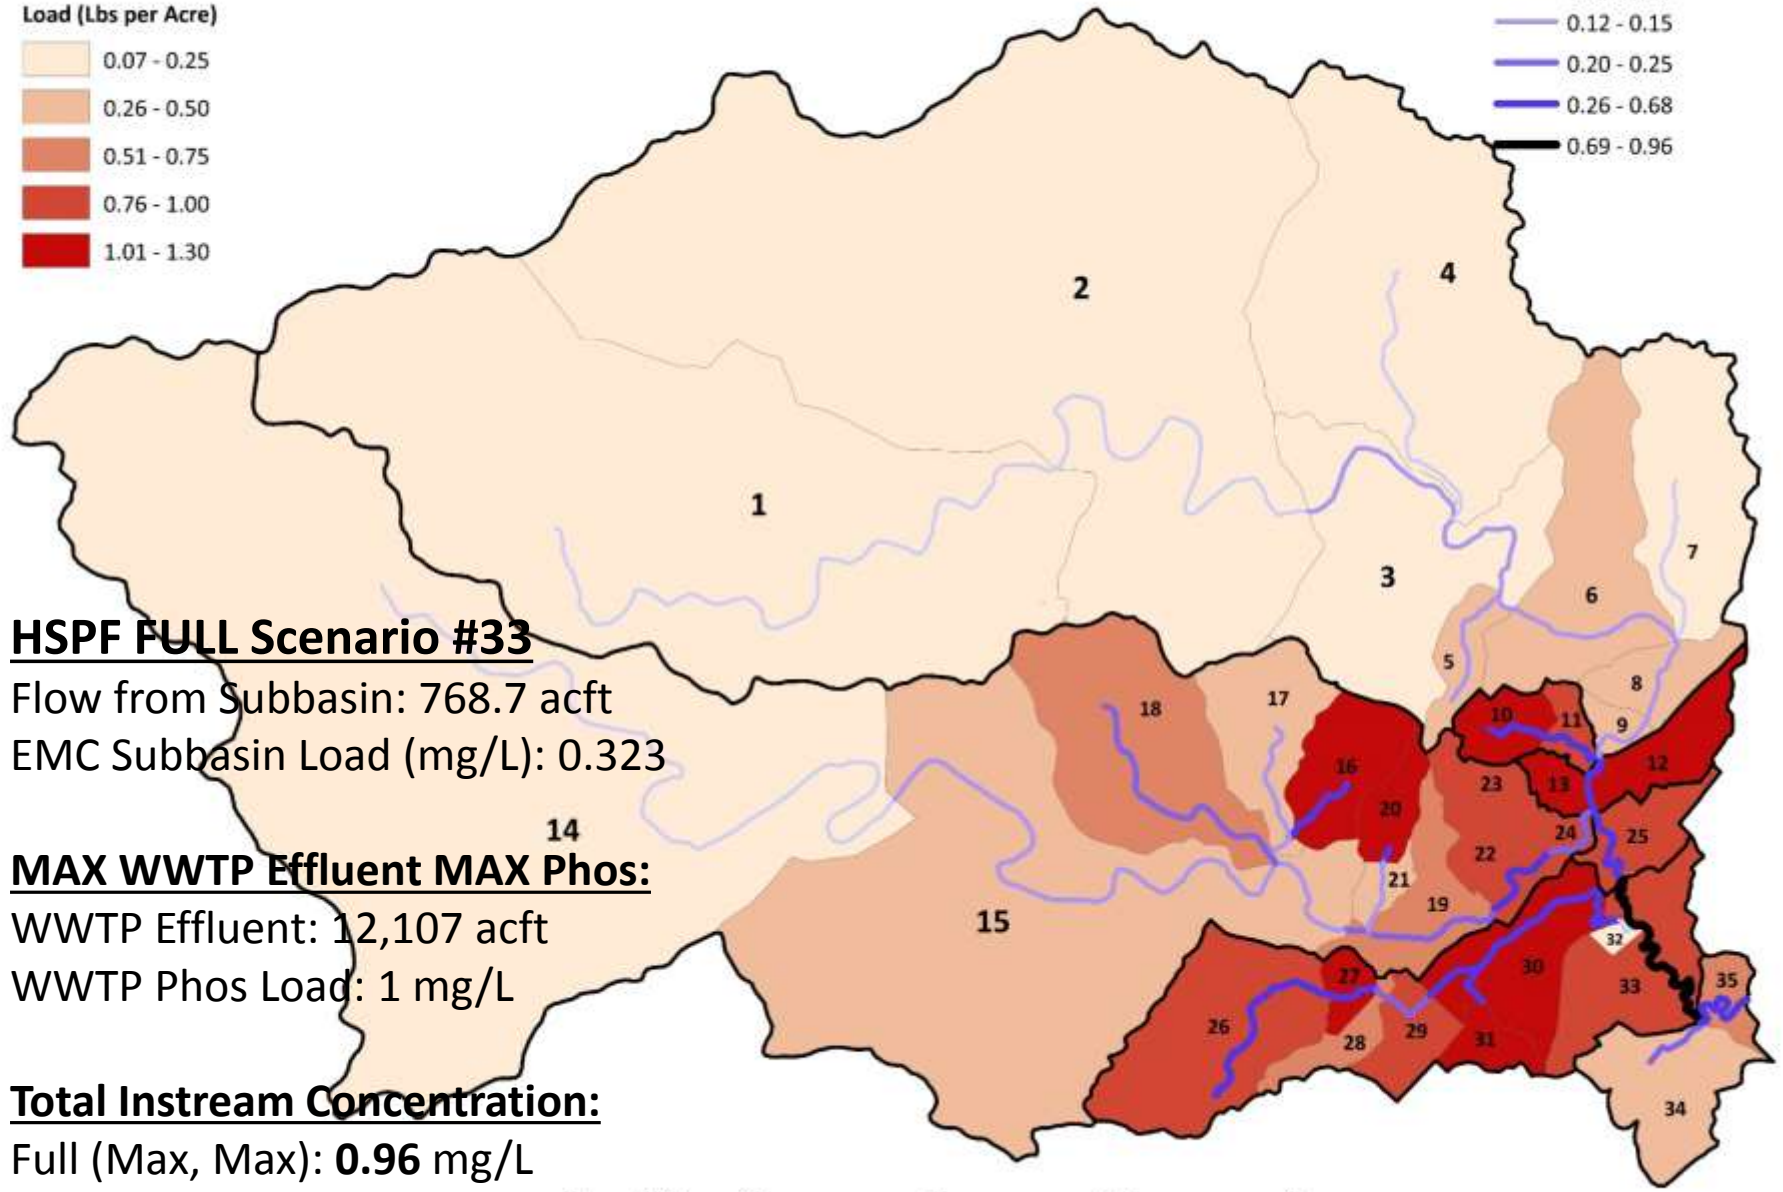 Load (Lbs per Acre)
0.07 - 0.25
0.26 - 0.50
0.51 - 0.75
0.76 - 1.00
1.01 - 1.30
0.12 - 0.15
0.20 - 0.25
0.26 - 0.68
0.69 - 0.96
2
4
1
7
3
6
5
8
17
18
10
11
9
16
12
23
13
20
14
24
25
22
21
19
15
32
30
27
35
33
26
29
28
31
34
HSPF FULL Scenario #33
Flow from Subbasin: 768.7 acft
EMC Subbasin Load (mg/L): 0.323
MAX WWTP Effluent MAX Phos:
WWTP Effluent: 12,107 acft
WWTP Phos Load: 1 mg/L
Total Instream Concentration:
Full (Max, Max): 0.96 mg/L